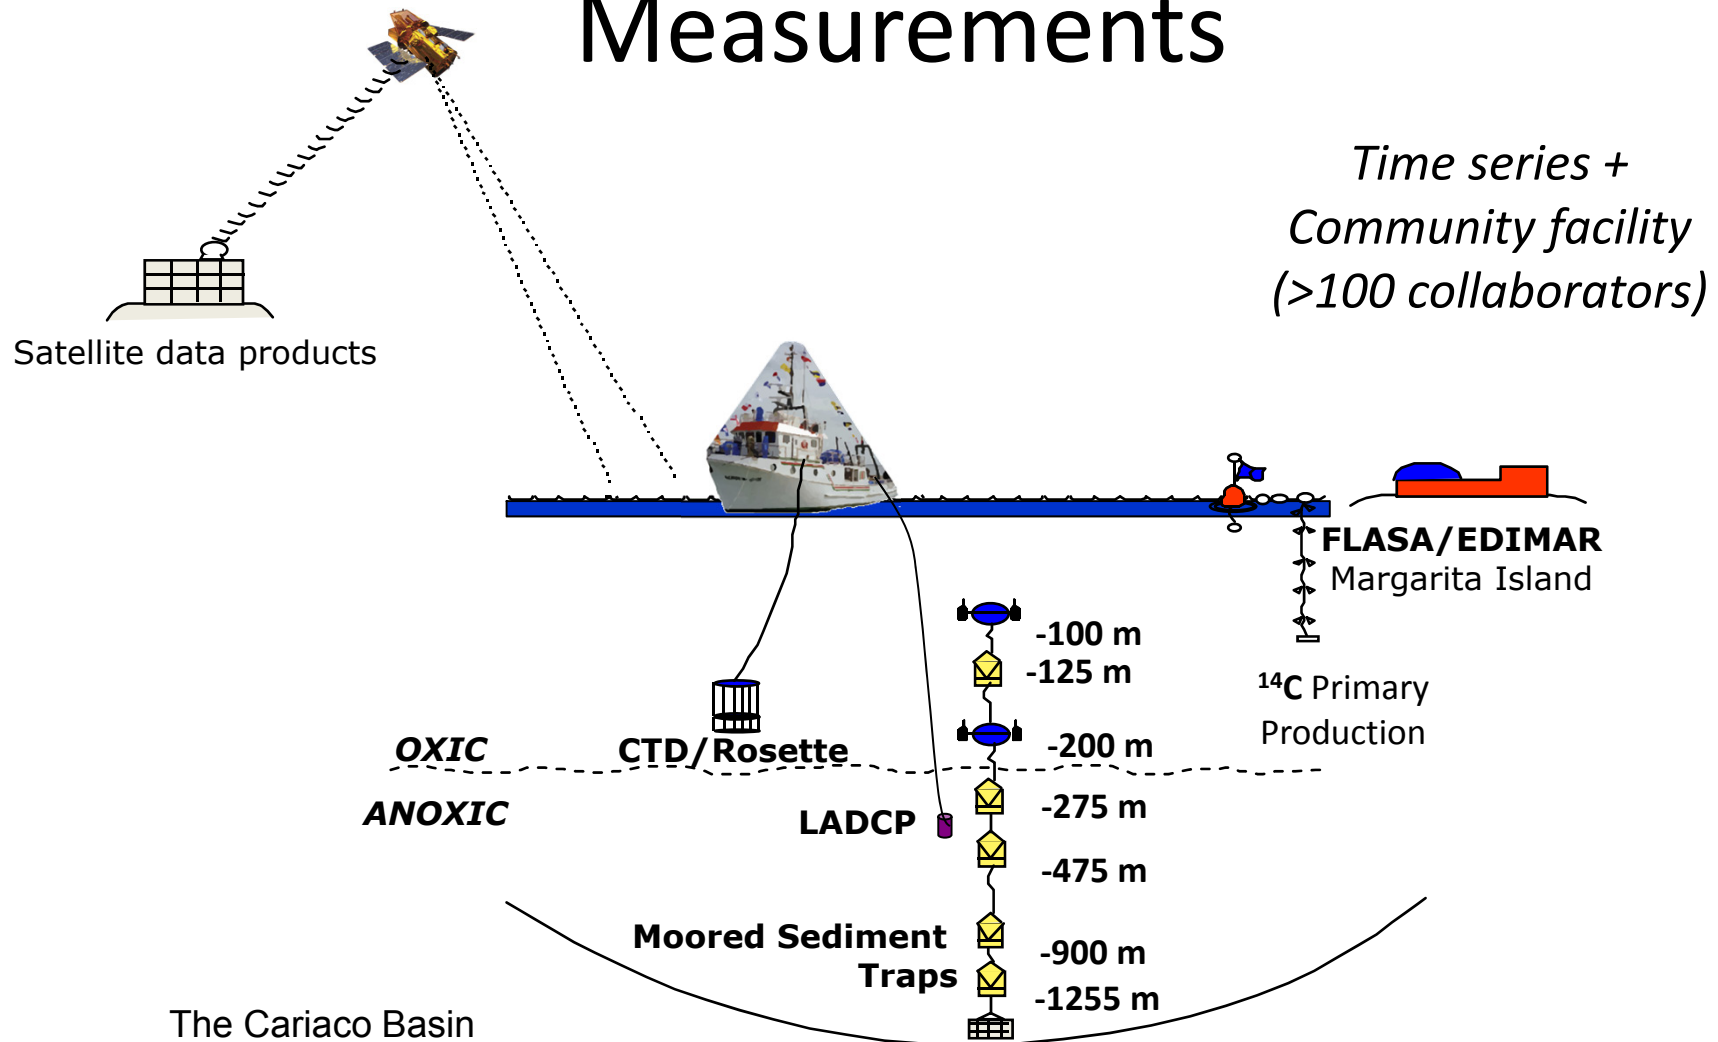 Measurements
Time series +
Community facility
(>100 collaborators)
Satellite data products
FLASA/EDIMAR
Margarita Island
-100 m
-125 m
¹⁴C Primary
Production
-200 m
OXIC
CTD/Rosette
ANOXIC
-275 m
LADCP
-475 m
Moored Sediment
Traps
-900 m
-1255 m
The Cariaco Basin